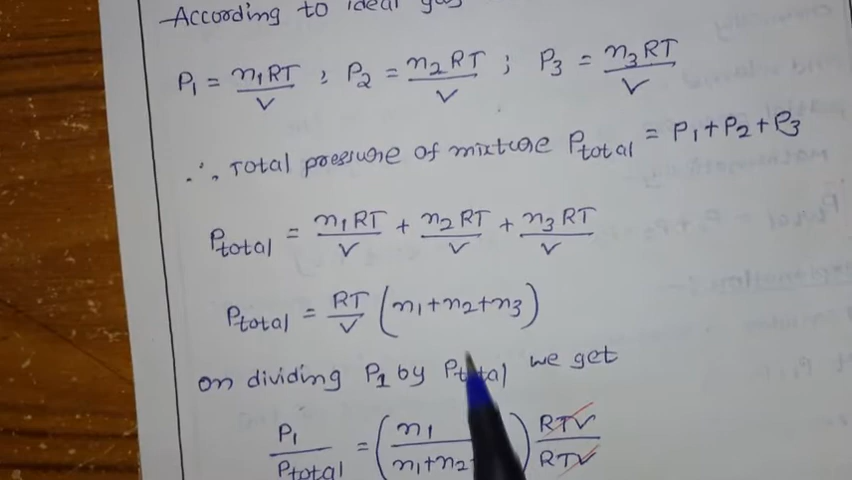 According to ideal gas
P₁ = n₁RT/V ; P₂ = n₂RT/V ; P₃ = n₃RT/V
∴ Total pressure of mixture P_total = P₁+P₂+P₃
P_total = n₁RT/V + n₂RT/V + n₃RT/V
P_total = RT/V (n₁+n₂+n₃)
on dividing P₁ by P_total we get
P₁/P_total = (n₁/n₁+n₂) RTV/RTV